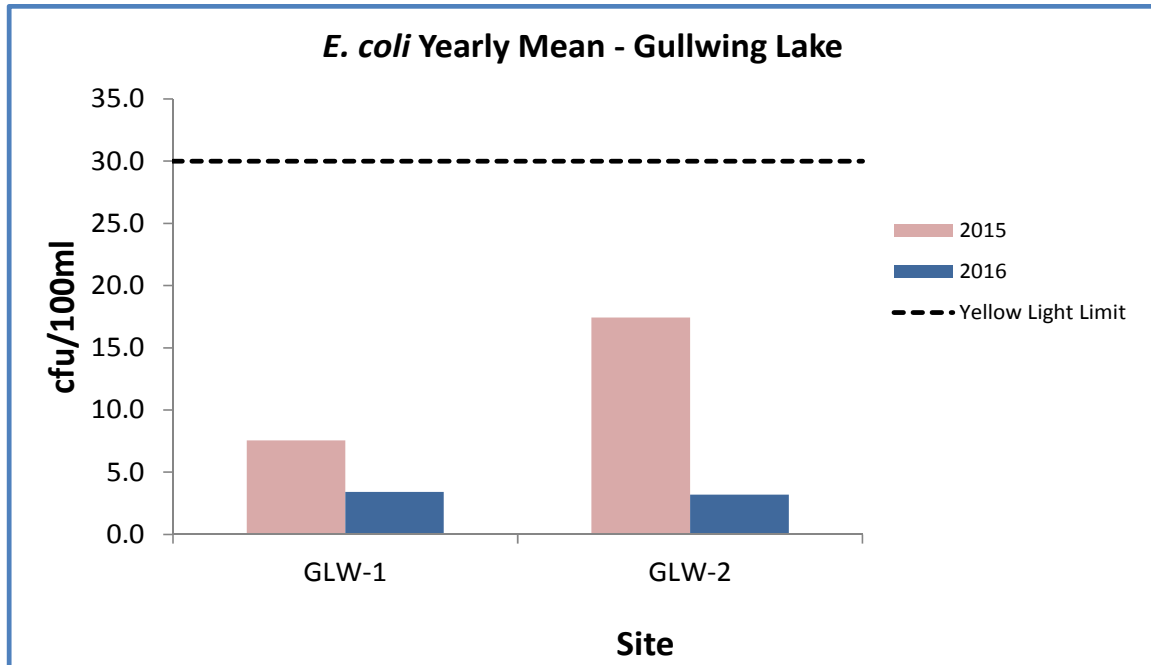 E. coli Yearly Mean - Gullwing Lake
35.0
30.0
25.0
20.0
15.0
10.0
5.0
0.0
cfu/100ml
GLW-1 GLW-2
Site
2015
2016
Yellow Light Limit